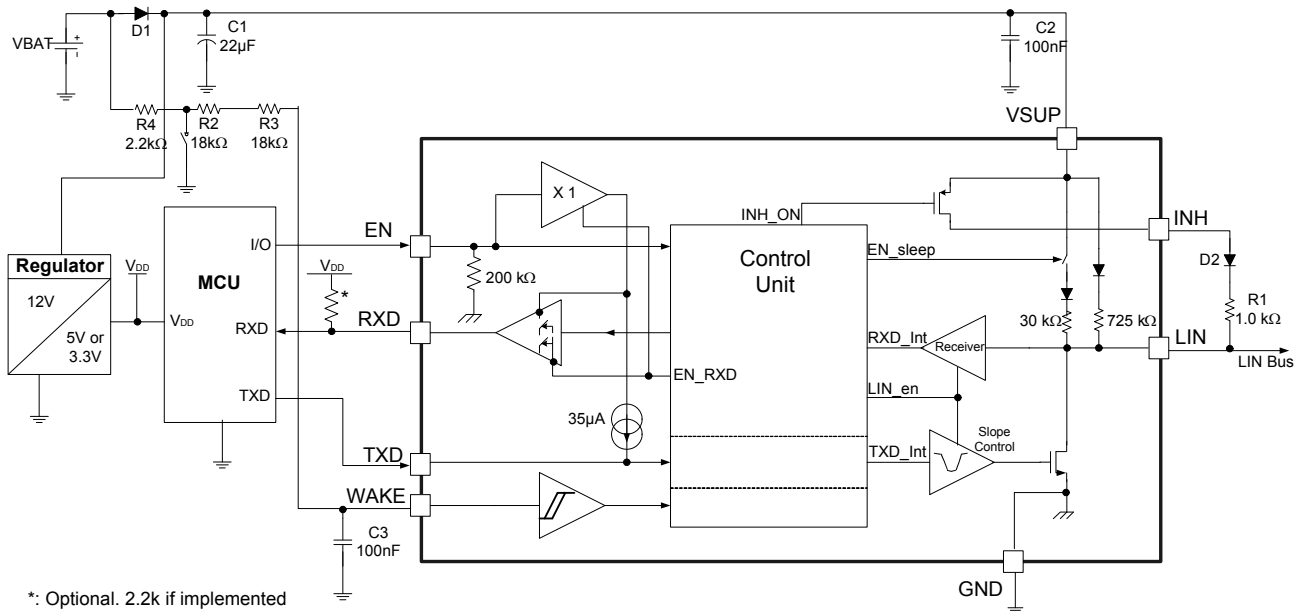 VBAT
+
-
D1
C1
22µF
C2
100nF
R4
2.2kΩ
R2
18kΩ
R3
18kΩ
VSUP
Regulator
12V
5V or
3.3V
VDD
MCU
VDD
I/O
RXD
TXD
VDD
*
EN
RXD
TXD
WAKE
C3
100nF
X 1
200 kΩ
35µA
INH_ON
Control
Unit
EN_sleep
EN_RXD
RXD_Int
LIN_en
TXD_Int
Receiver
Slope
Control
30 kΩ
725 kΩ
INH
D2
R1
1.0 kΩ
LIN
LIN Bus
GND
*: Optional. 2.2k if implemented